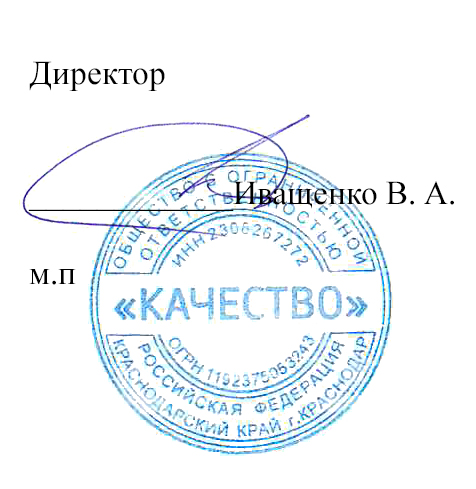 Директор
Иващенко В. А.
м.п
ОБЩЕСТВО С ОГРАНИЧЕННОЙ
ОТВЕТСТВЕННОСТЬЮ
ИНН 2308267272
«КАЧЕСТВО»
ОГРН 1192375053243
РОССИЙСКАЯ ФЕДЕРАЦИЯ
КРАСНОДАРСКИЙ КРАЙ г.КРАСНОДАР